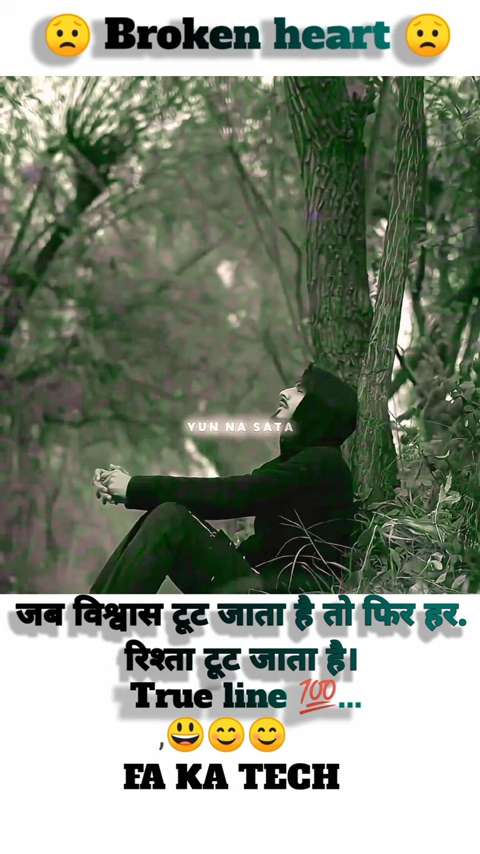 😟 Broken heart 😟
YUN NA SATA
जब विश्वास टूट जाता है तो फिर हर.
रिश्ता टूट जाता है।
True line 💯...
,😃😊😊
FA KA TECH